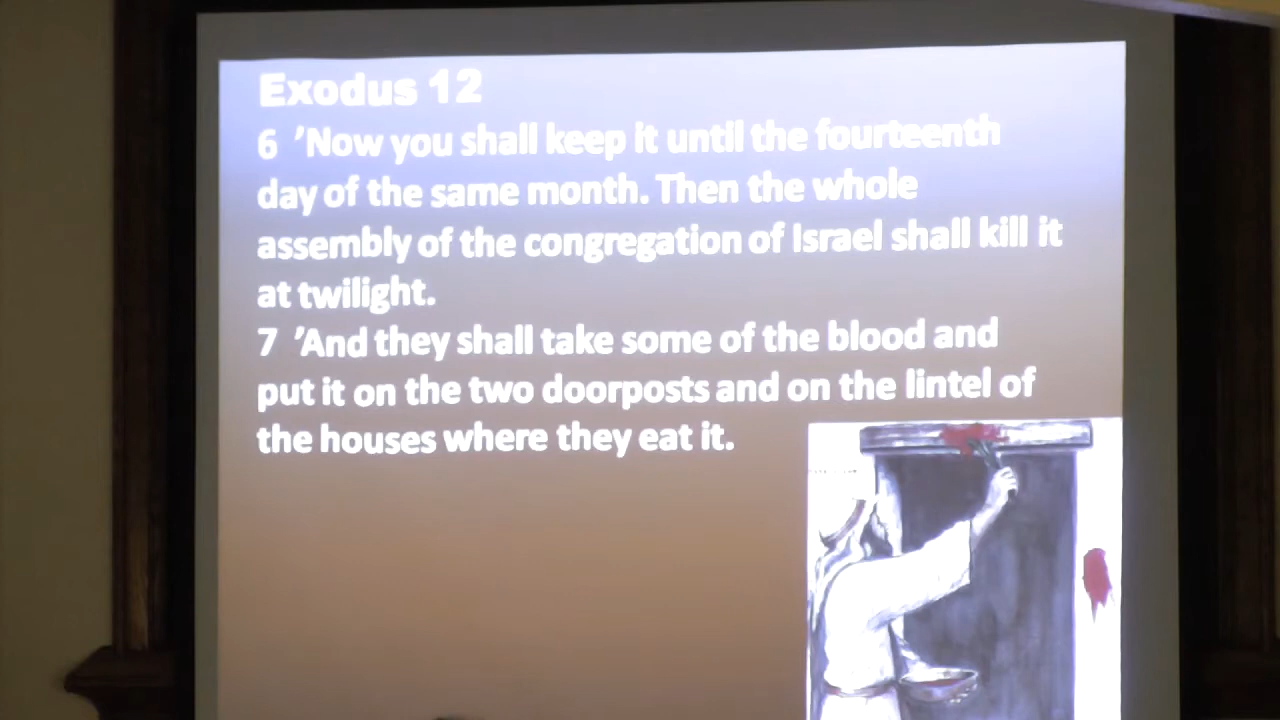 Exodus 12
6 'Now you shall keep it until the fourteenth
day of the same month. Then the whole
assembly of the congregation of Israel shall kill it
at twilight.
7 'And they shall take some of the blood and
put it on the two doorposts and on the lintel of
the houses where they eat it.